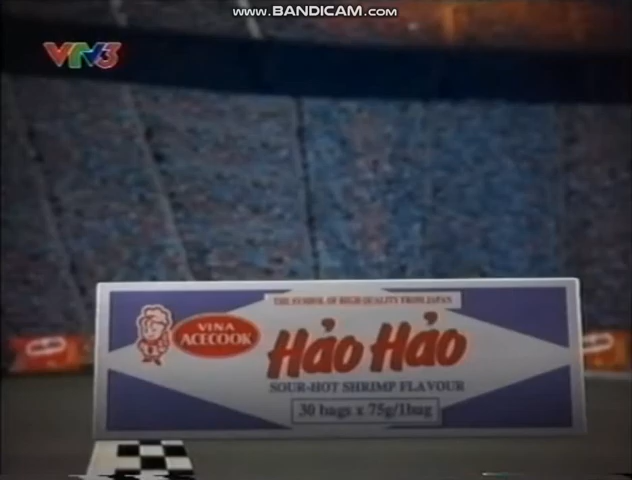 www.BANDICAM.com
VTV3
THE SYMBOL OF HIGH QUALITY FROM JAPAN
VINA
ACECOOK
Hảo Hảo
SOUR-HOT SHRIMP FLAVOUR
30 bags x 75g/1bag